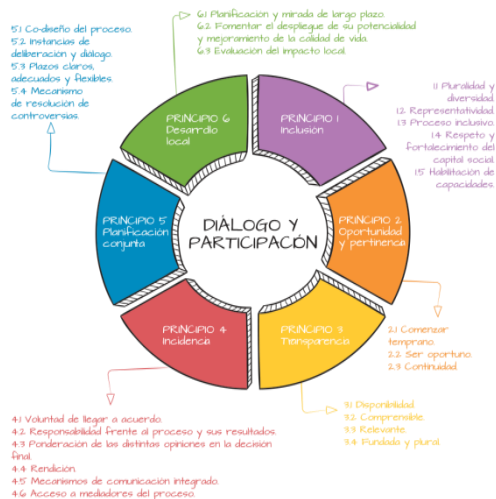 6.1 Planificación y mirada de largo plazo.
6.2 Fomentar el despliegue de su potencialidad
y mejoramiento de la calidad de vida.
6.3 Evaluación del impacto local.
5.1 Co-diseño del proceso.
5.2 Instancias de
deliberación y diálogo.
5.3 Plazos claros,
adecuados y flexibles.
5.4 Mecanismo
de resolución de
controversias.
1.1 Pluralidad y
diversidad.
1.2 Representatividad.
1.3 Proceso inclusivo.
1.4 Respeto y
fortalecimiento del
capital social.
1.5 Habilitación de
capacidades.
PRINCIPIO 6
Desarrollo
local
PRINCIPIO 1
Inclusión
PRINCIPIO 5
Planificación
conjunta
DIÁLOGO Y
PARTICIPACIÓN
PRINCIPIO 2
Oportunidad
y pertinencia
PRINCIPIO 4
Incidencia
PRINCIPIO 3
Transparencia
2.1 Comenzar
temprano.
2.2 Ser oportuno.
2.3 Continuidad.
3.1 Disponibilidad.
3.2 Comprensible.
3.3 Relevante.
3.4 Fundada y plural.
4.1 Voluntad de llegar a acuerdo.
4.2 Responsabilidad frente al proceso y sus resultados.
4.3 Ponderación de las distintas opiniones en la decisión
final.
4.4 Rendición.
4.5 Mecanismos de comunicación integrado.
4.6 Acceso a mediadores del proceso.